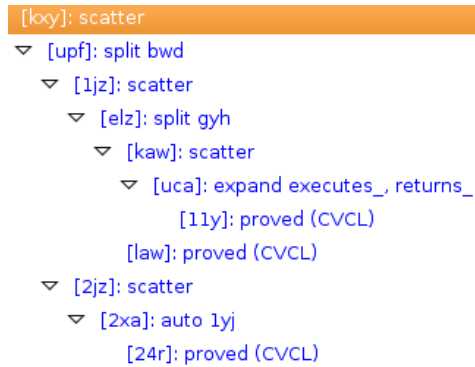 [kxy]: scatter
[upf]: split bwd
[1jz]: scatter
[elz]: split gyh
[kaw]: scatter
[uca]: expand executes_, returns_
[11y]: proved (CVCL)
[law]: proved (CVCL)
[2jz]: scatter
[2xa]: auto 1yj
[24r]: proved (CVCL)